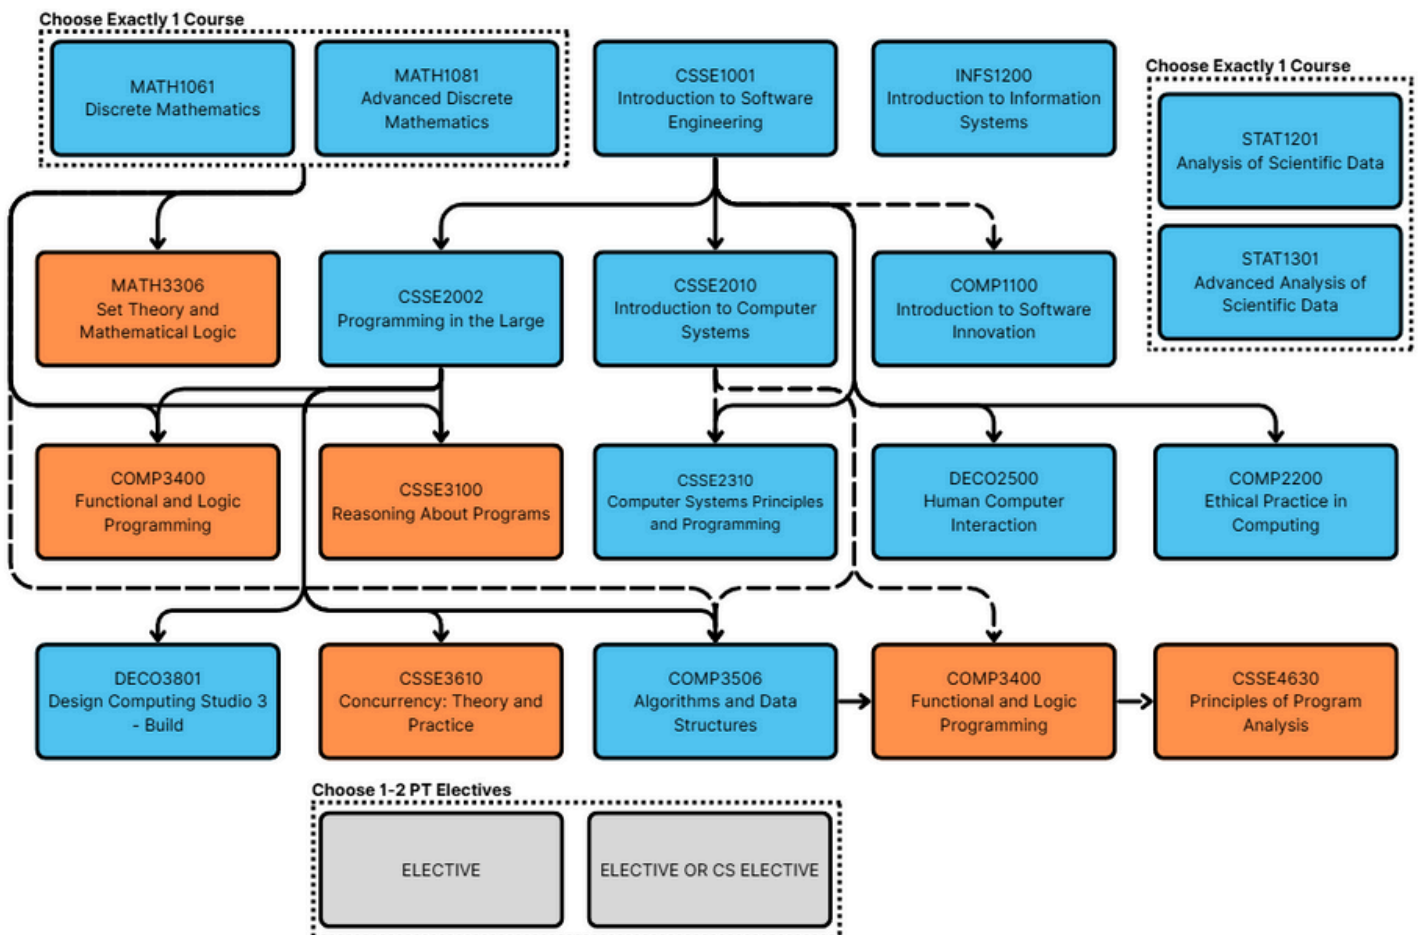 Choose Exactly 1 Course
MATH1061
Discrete Mathematics
MATH1081
Advanced Discrete
Mathematics
CSSE1001
Introduction to Software
Engineering
INFS1200
Introduction to Information
Systems
Choose Exactly 1 Course
STAT1201
Analysis of Scientific Data
STAT1301
Advanced Analysis of
Scientific Data
MATH3306
Set Theory and
Mathematical Logic
CSSE2002
Programming in the Large
CSSE2010
Introduction to Computer
Systems
COMP1100
Introduction to Software
Innovation
COMP3400
Functional and Logic
Programming
CSSE3100
Reasoning About Programs
CSSE2310
Computer Systems Principles
and Programming
DECO2500
Human Computer
Interaction
COMP2200
Ethical Practice in
Computing
DECO3801
Design Computing Studio 3
- Build
CSSE3610
Concurrency: Theory and
Practice
COMP3506
Algorithms and Data
Structures
COMP3400
Functional and Logic
Programming
CSSE4630
Principles of Program
Analysis
Choose 1-2 PT Electives
ELECTIVE
ELECTIVE OR CS ELECTIVE